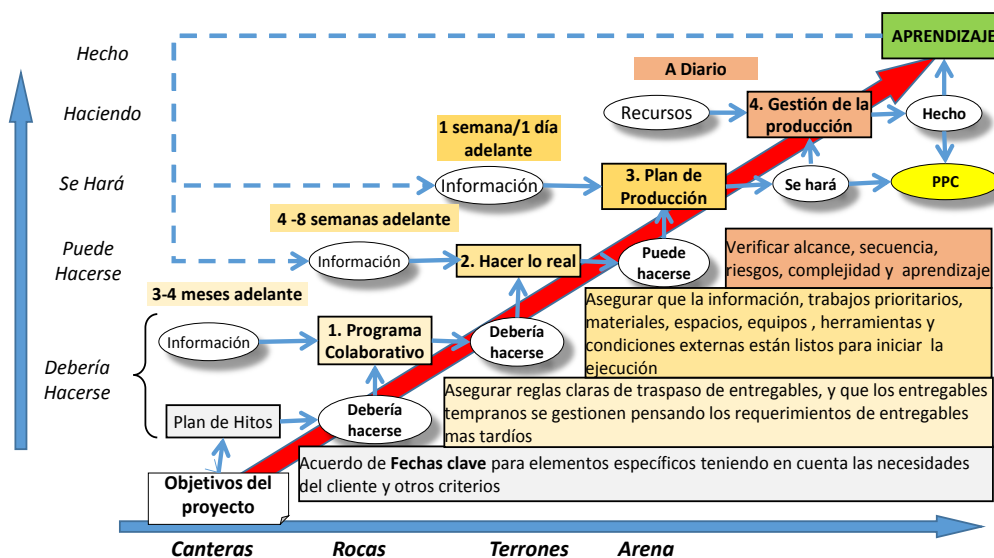 Hecho
APRENDIZAJE
A Diario
Haciendo
Recursos
4. Gestión de la
producción
Hecho
1 semana/1 día
adelante
Se Hará
Información
3. Plan de
Producción
Se hará
PPC
4 -8 semanas adelante
Puede
Hacerse
Información
2. Hacer lo real
Puede
hacerse
Verificar alcance, secuencia,
riesgos, complejidad y aprendizaje
3-4 meses adelante
Debería
Hacerse
Información
1. Programa
Colaborativo
Debería
hacerse
Asegurar que la información, trabajos prioritarios,
materiales, espacios, equipos , herramientas y
condiciones externas están listos para iniciar la
ejecución
Plan de Hitos
Debería
hacerse
Asegurar reglas claras de traspaso de entregables, y que los entregables
tempranos se gestionen pensando los requerimientos de entregables
mas tardíos
Objetivos del
proyecto
Acuerdo de Fechas clave para elementos específicos teniendo en cuenta las necesidades
del cliente y otros criterios
Canteras
Rocas
Terrones
Arena